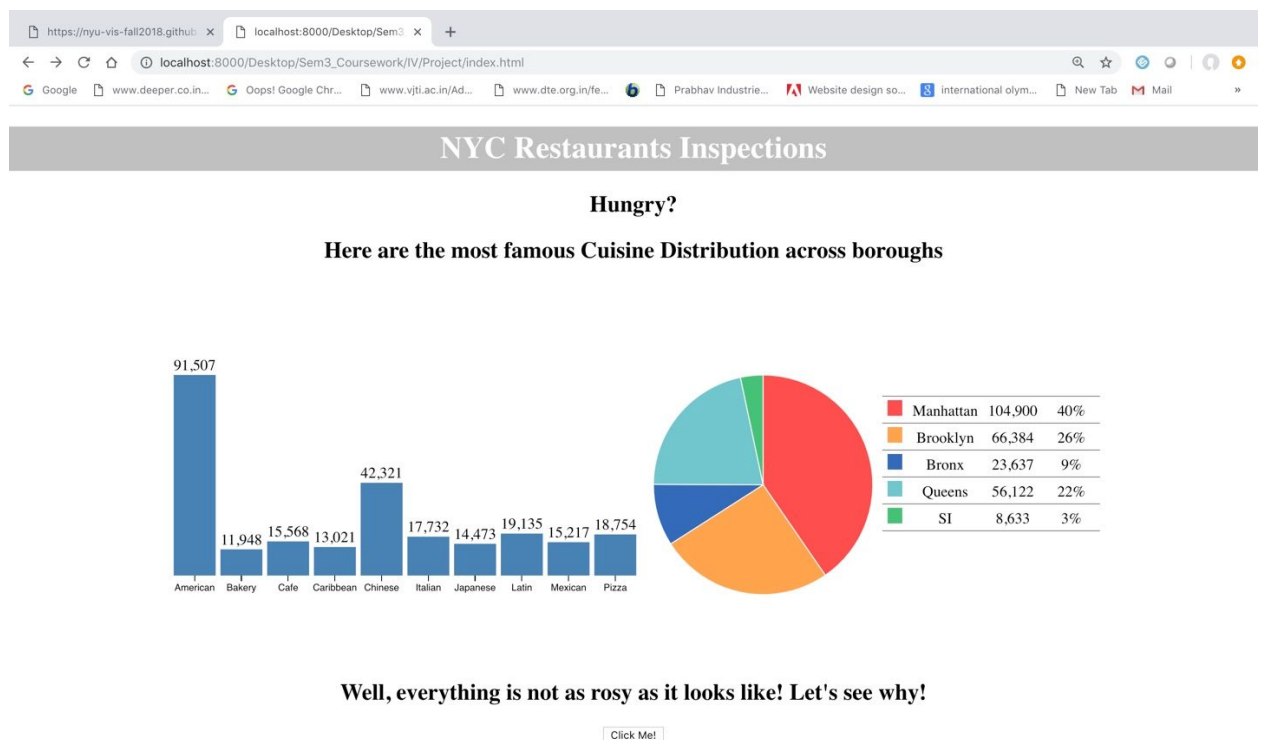 https://nyu-vis-fall2018.github
localhost:8000/Desktop/Sem3
localhost:8000/Desktop/Sem3_Coursework/IV/Project/index.html
Google www.deeper.co.in... Oops! Google Chr... www.vjti.ac.in/Ad... www.dte.org.in/fe... Prabhav Industrie... Website design so... international olym... New Tab Mail »
NYC Restaurants Inspections
Hungry?
Here are the most famous Cuisine Distribution across boroughs
91,507
11,948
15,568
13,021
42,321
17,732
14,473
19,135
15,217
18,754
American Bakery Cafe Caribbean Chinese Italian Japanese Latin Mexican Pizza
Manhattan 104,900 40%
Brooklyn 66,384 26%
Bronx 23,637 9%
Queens 56,122 22%
SI 8,633 3%
Well, everything is not as rosy as it looks like! Let's see why!
Click Me!